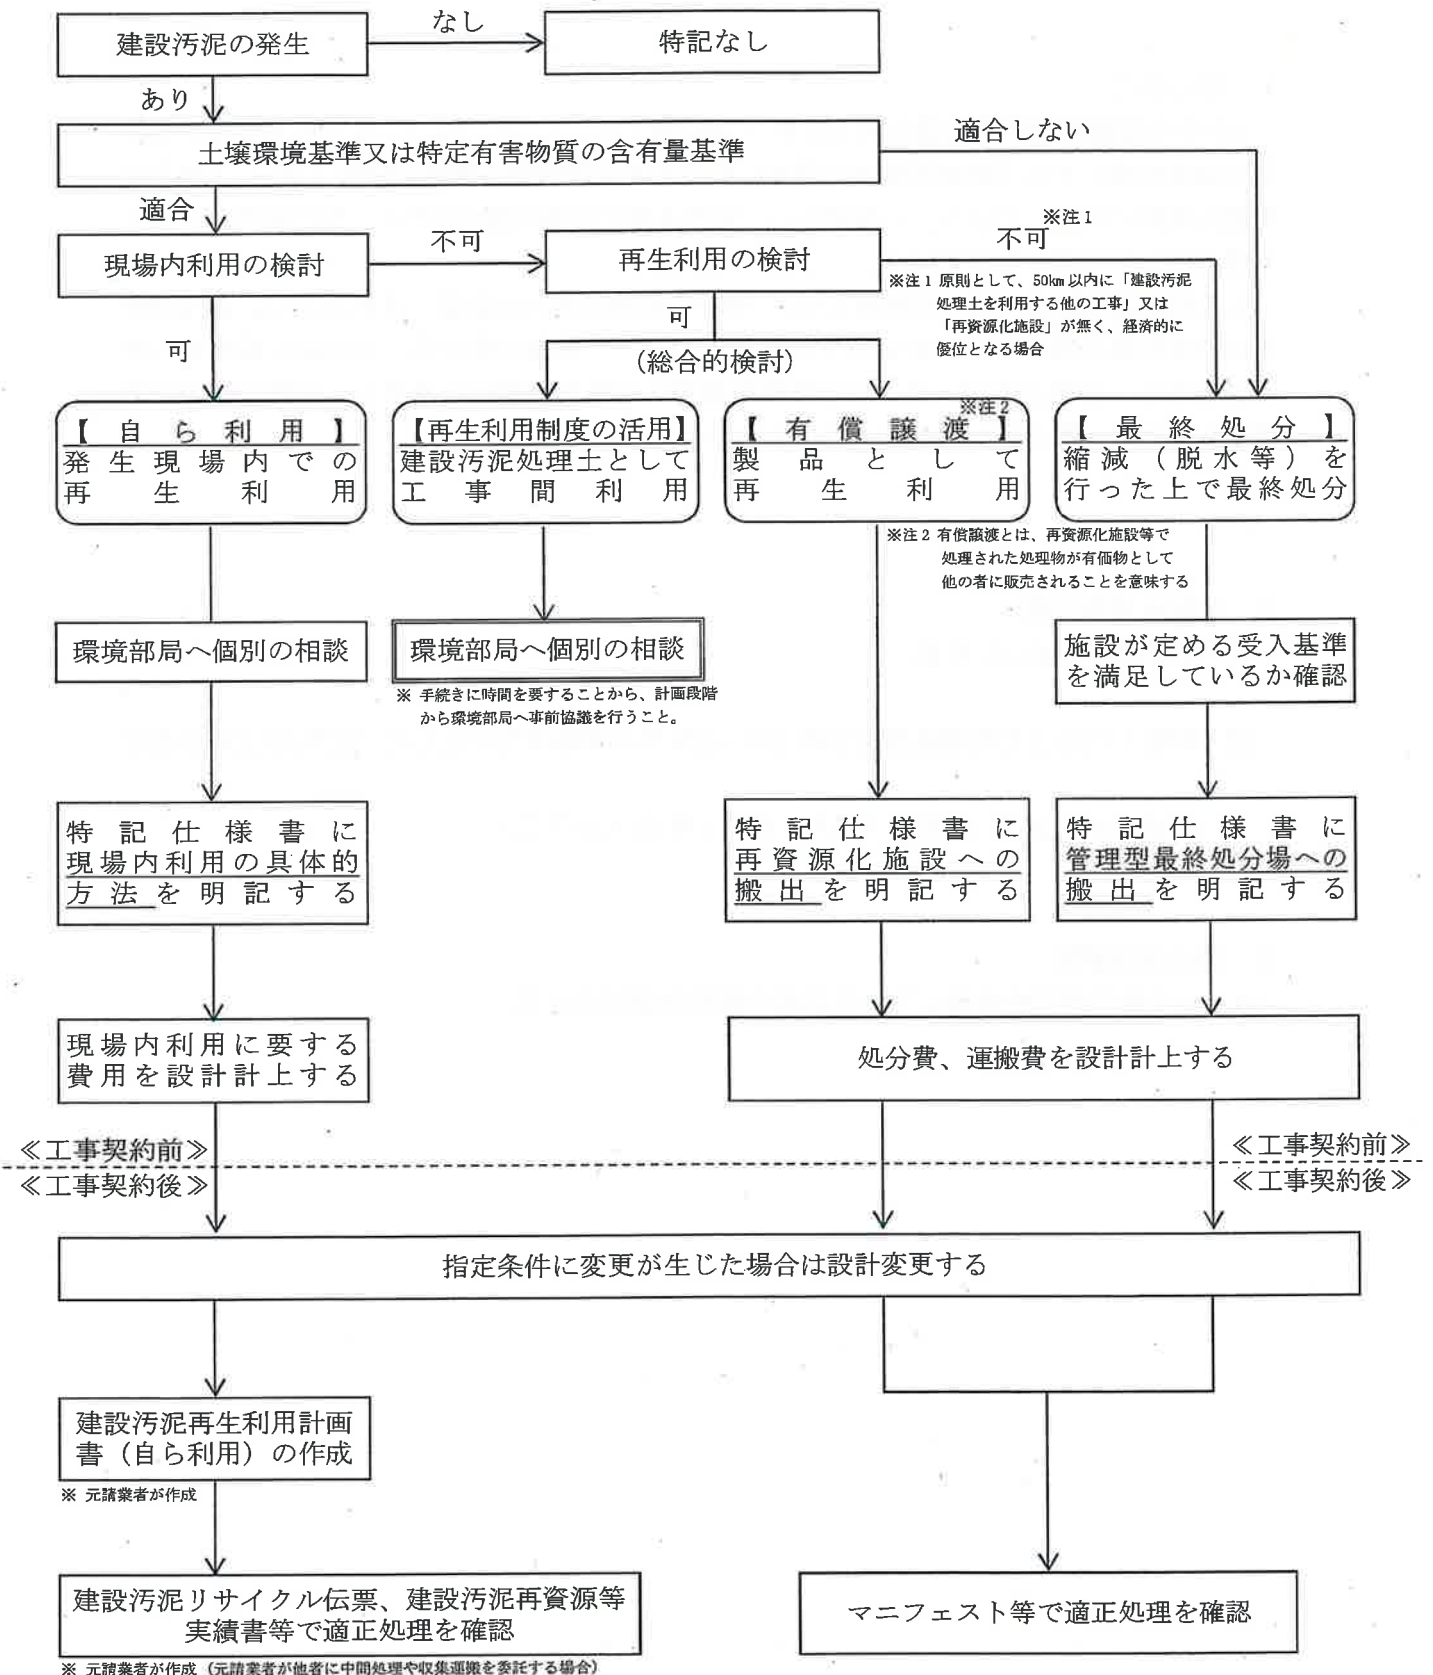 建設汚泥の発生
なし
特記なし
あり
土壌環境基準又は特定有害物質の含有量基準
適合しない
適合
現場内利用の検討
不可
再生利用の検討
不可
※注1
※注1 原則として、50㎞以内に「建設汚泥
処理土を利用する他の工事」又は
「再資源化施設」が無く、経済的に
優位となる場合
可
可
(総合的検討)
【自ら利用】
発生現場内での
再生利用
【再生利用制度の活用】
建設汚泥処理土として
工事間利用
※注2
【有償譲渡】
製品として
再生利用
【最終処分】
縮減(脱水等)を
行った上で最終処分
※注2 有償譲渡とは、再資源化施設等で
処理された処理物が有価物として
他の者に販売されることを意味する
環境部局へ個別の相談
環境部局へ個別の相談
※ 手続きに時間を要することから、計画段階
から環境部局へ事前協議を行うこと。
施設が定める受入基準
を満足しているか確認
特記仕様書に
現場内利用の具体的
方法を明記する
特記仕様書に
再資源化施設への
搬出を明記する
特記仕様書に
管理型最終処分場への
搬出を明記する
現場内利用に要する
費用を設計計上する
処分費、運搬費を設計計上する
≪工事契約前≫
≪工事契約後≫
≪工事契約前≫
≪工事契約後≫
指定条件に変更が生じた場合は設計変更する
建設汚泥再生利用計画
書(自ら利用)の作成
※ 元請業者が作成
建設汚泥リサイクル伝票、建設汚泥再資源等
実績書等で適正処理を確認
※ 元請業者が作成(元請業者が他者に中間処理や収集運搬を委託する場合)
マニフェスト等で適正処理を確認